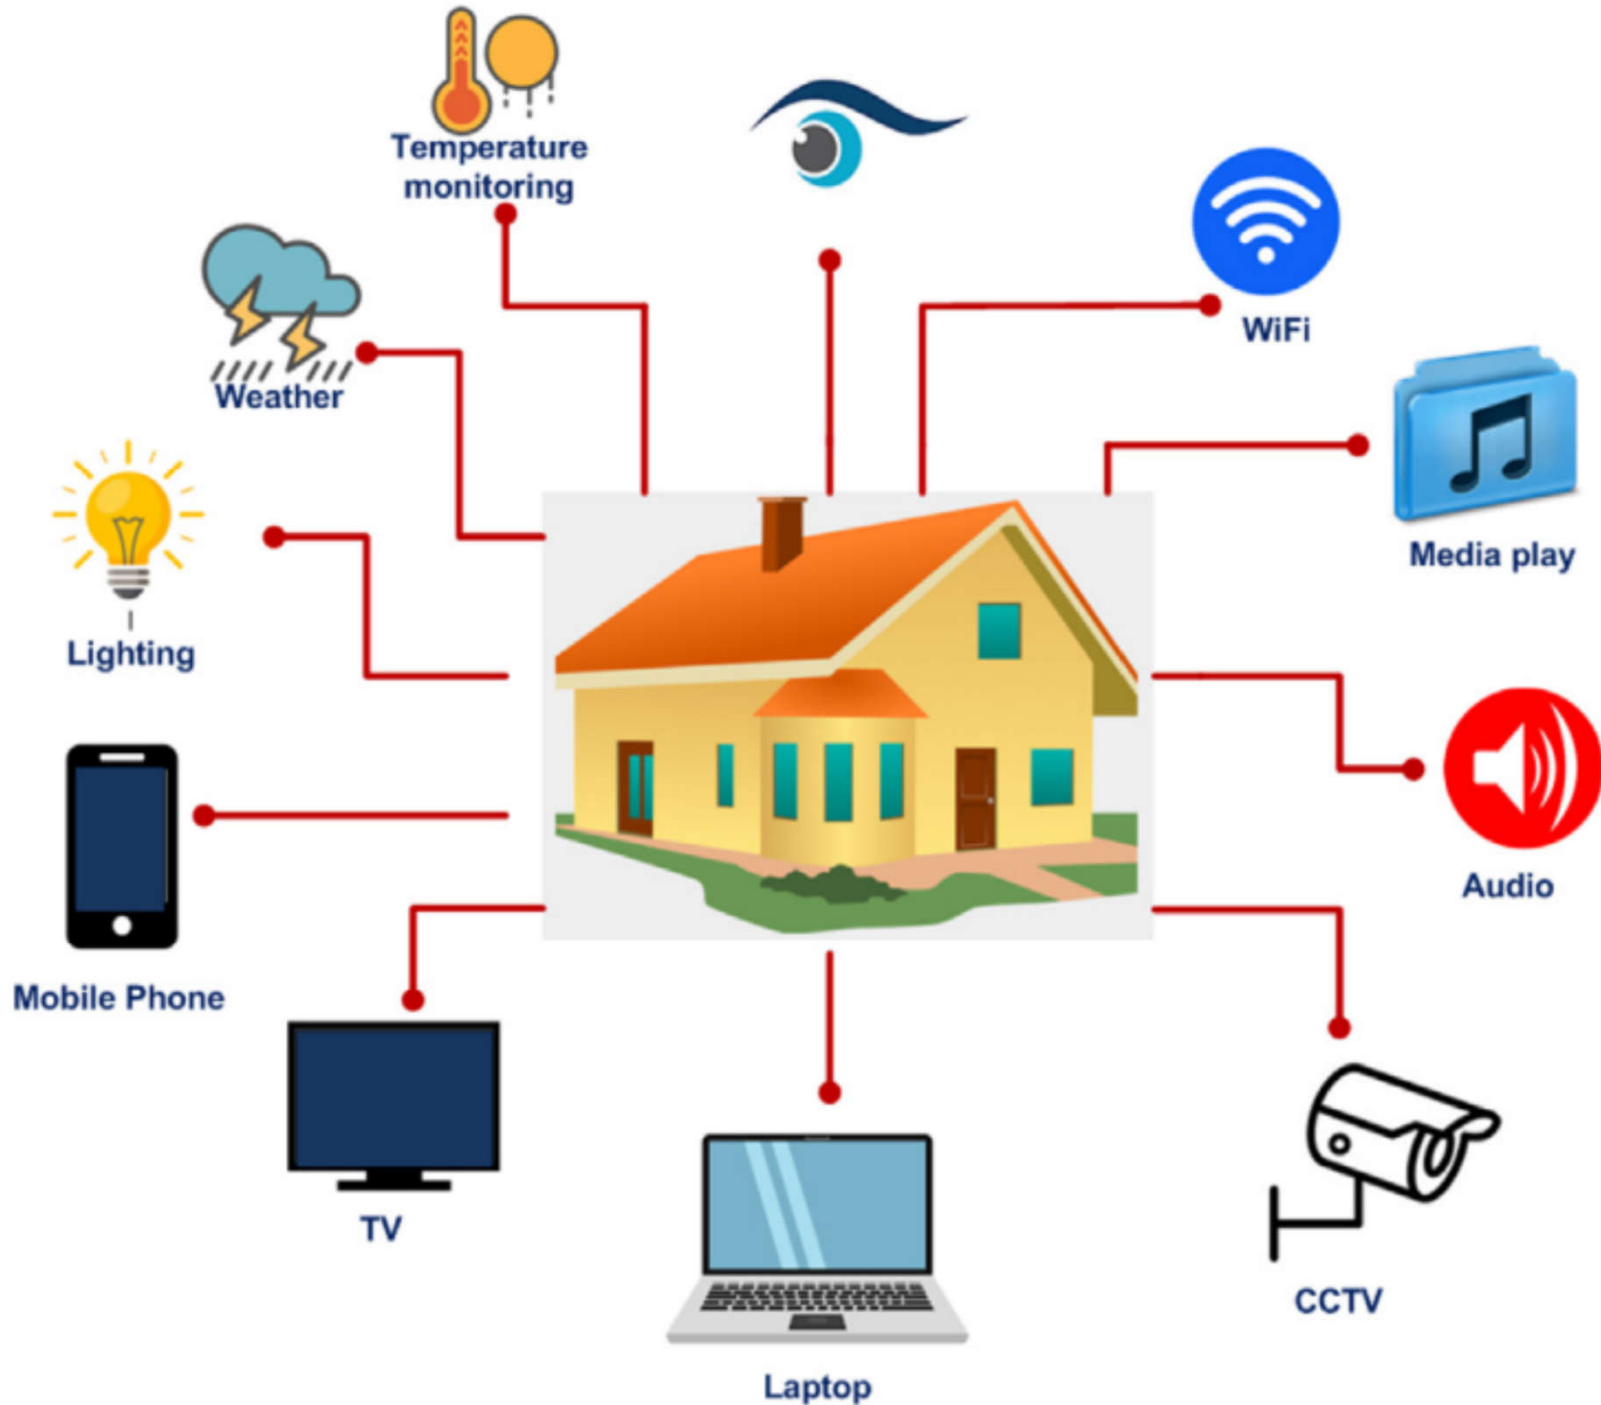 Temperature
monitoring
WiFi
Weather
Media play
Lighting
Audio
Mobile Phone
TV
CCTV
Laptop